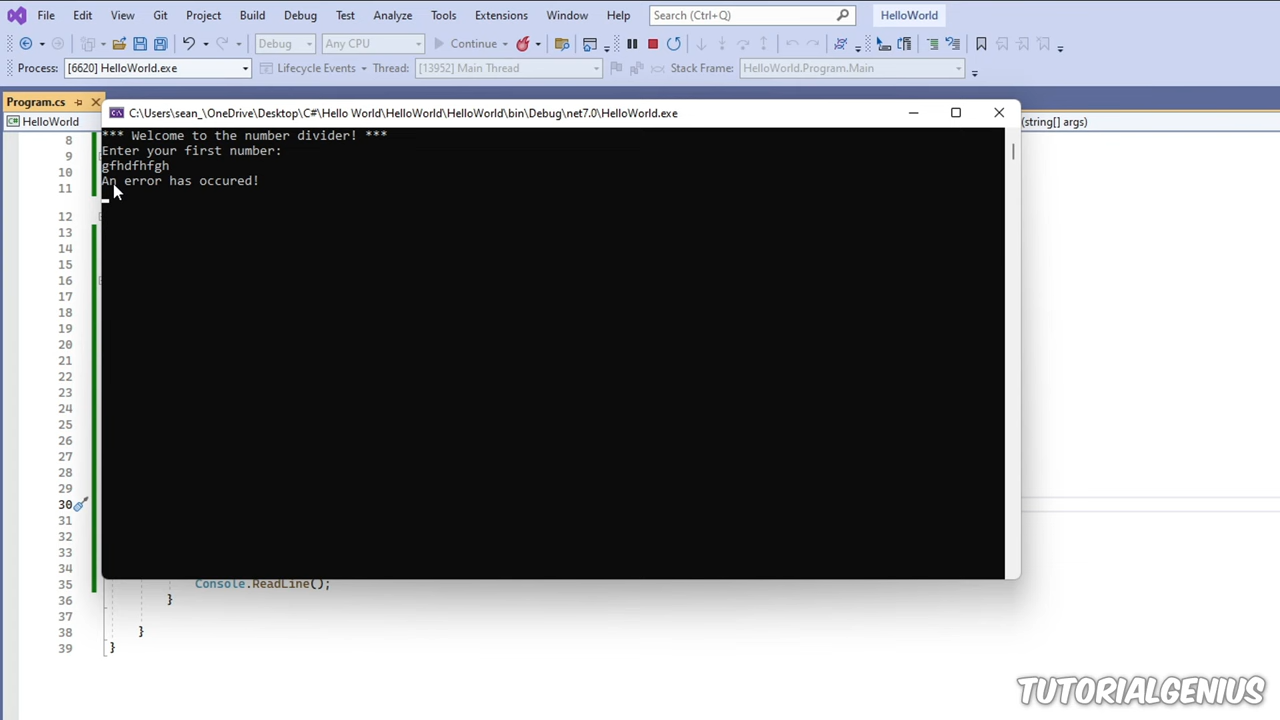 File Edit View Git Project Build Debug Test Analyze Tools Extensions Window Help Search (Ctrl+Q) HelloWorld
Debug Any CPU Continue
Process: [6620] HelloWorld.exe Lifecycle Events Thread: [13952] Main Thread Stack Frame: HelloWorld.Program.Main
Program.cs
C:\Users\sean_\OneDrive\Desktop\C#\Hello World\HelloWorld\HelloWorld\bin\Debug\net7.0\HelloWorld.exe
HelloWorld (string[] args)
*** Welcome to the number divider! ***
Enter your first number:
gfhdfhfgh
An error has occured!
8
9
10
11
12
13
14
15
16
17
18
19
20
21
22
23
24
25
26
27
28
29
30
31
32
33
34
35 Console.ReadLine();
36 }
37
38 }
39 }
TUTORIALGENIUS